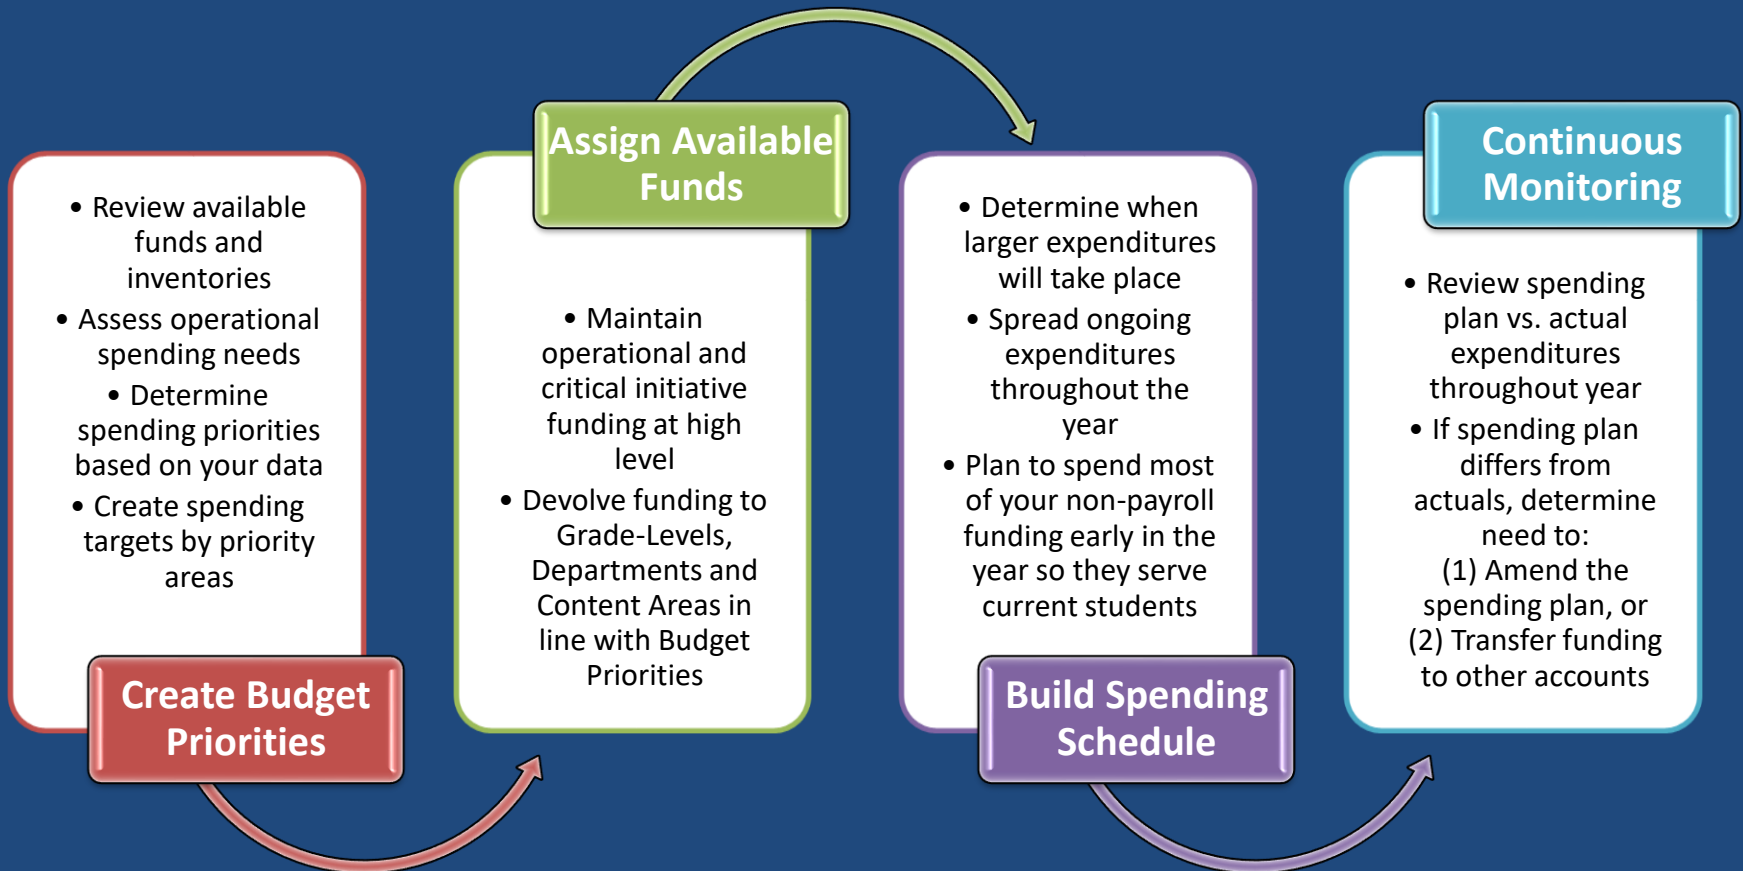 • Review available
funds and
inventories
• Assess operational
spending needs
• Determine
spending priorities
based on your data
• Create spending
targets by priority
areas
Create Budget
Priorities
Assign Available
Funds
• Maintain
operational and
critical initiative
funding at high
level
• Devolve funding to
Grade-Levels,
Departments and
Content Areas in
line with Budget
Priorities
• Determine when
larger expenditures
will take place
• Spread ongoing
expenditures
throughout the
year
• Plan to spend most
of your non-payroll
funding early in the
year so they serve
current students
Build Spending
Schedule
Continuous
Monitoring
• Review spending
plan vs. actual
expenditures
throughout year
• If spending plan
differs from
actuals, determine
need to:
(1) Amend the
spending plan, or
(2) Transfer funding
to other accounts